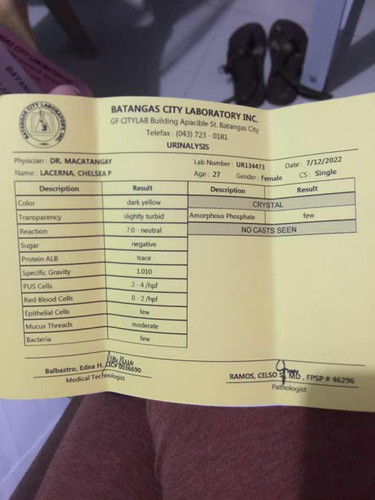 BATANGAS CITY LABORATORY INC.
GF CITYLAB Building Apacible St. Batangas City
Telefax : (043) 723 - 0181
URINALYSIS
Physician : DR. MACATANGAY Lab Number : UR134473 Date : 7/12/2022
Name : LACERNA, CHELSEA P Age : 27 Gender : Female CS : Single
Description Result
Color dark yellow
Transparency slightly turbid
Reaction 7.0 - neutral
Sugar negative
Protein ALB trace
Specific Gravity 1.010
PUS Cells 2 - 4 /hpf
Red Blood Cells 0 - 2 /hpf
Epithelial Cells few
Mucus Threads moderate
Bacteria few
Description Result
CRYSTAL
Amorphous Phosphate few
NO CASTS SEEN
Balbastro, Edna H.
Medical Technologist
RAMOS, CELSO MD , FPSP # 46296
Pathologist